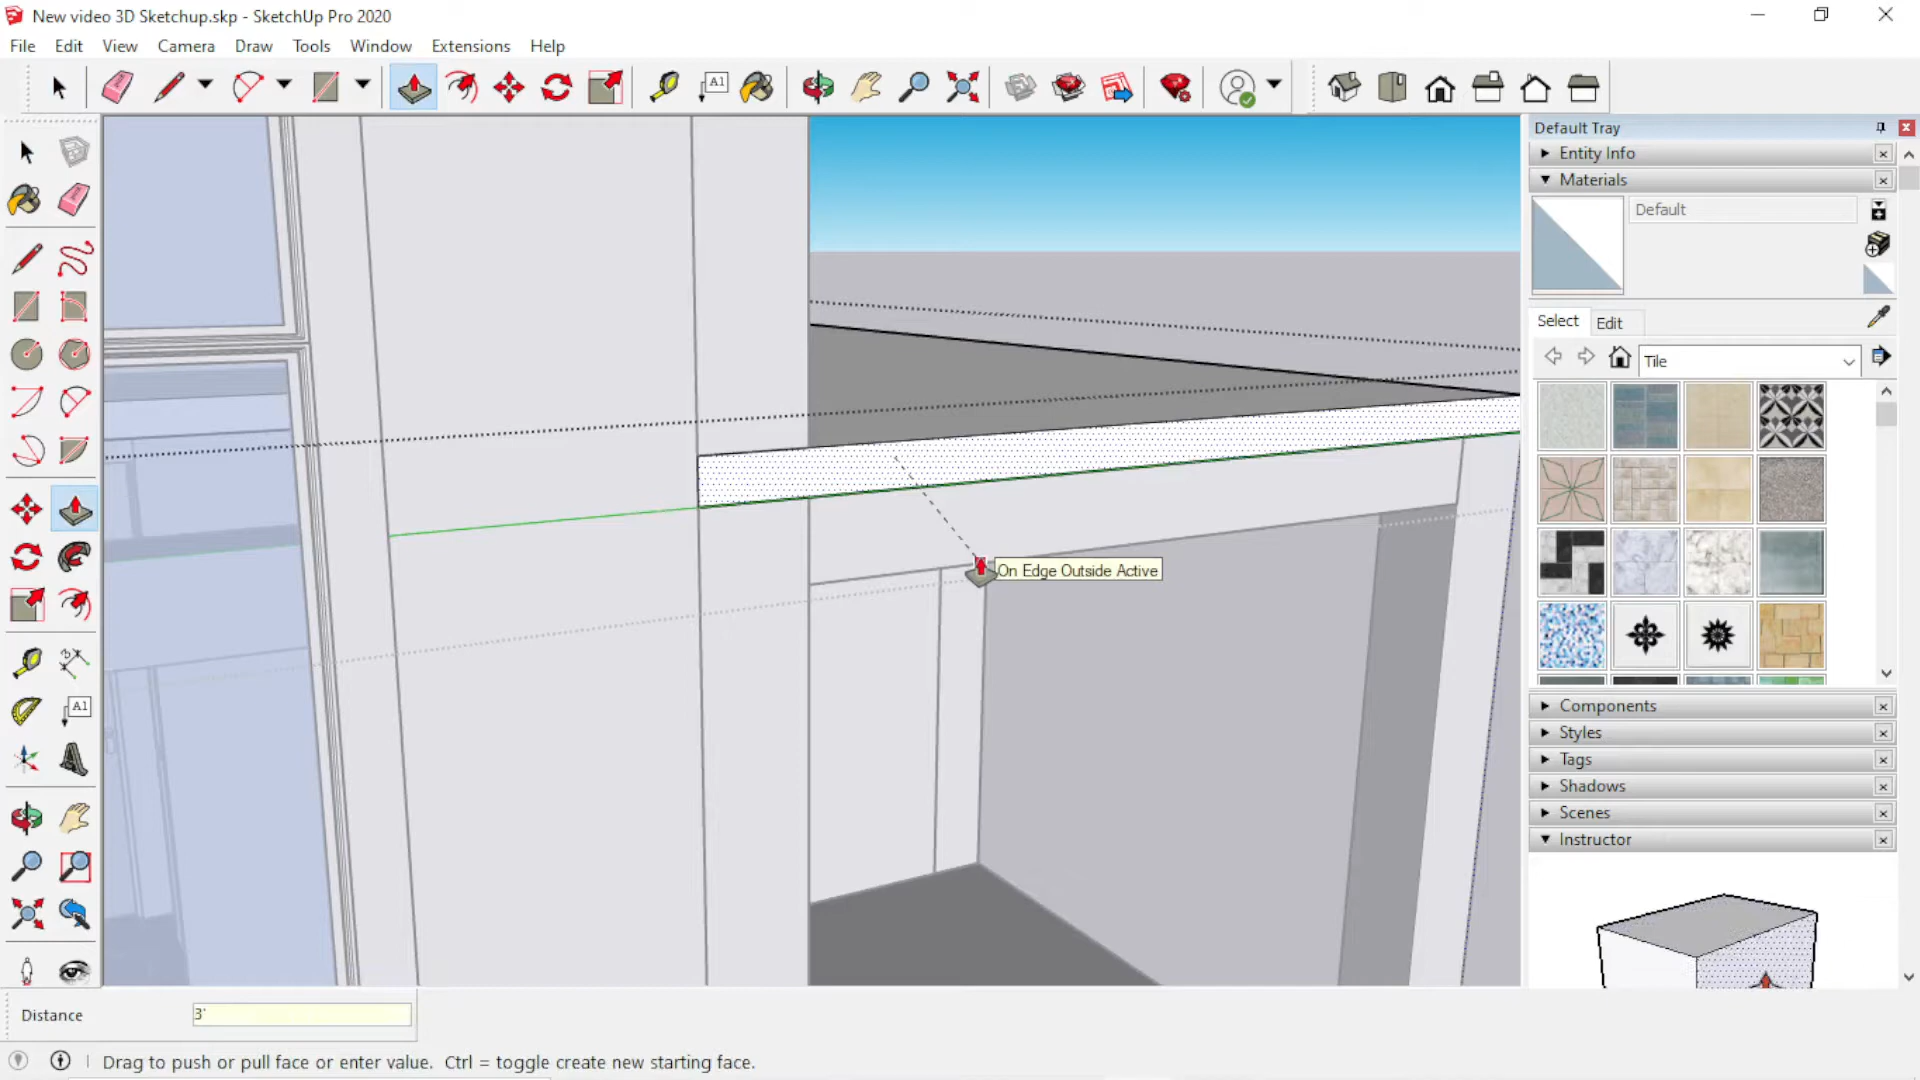 New video 3D Sketchup.skp - SketchUp Pro 2020
File Edit View Camera Draw Tools Window Extensions Help
A1
Default Tray
Entity Info
Materials
Default
Select Edit
Tile
A1
On Edge Outside Active
Components
Styles
Tags
Shadows
Scenes
Instructor
Distance 3'
Drag to push or pull face or enter value. Ctrl = toggle create new starting face.